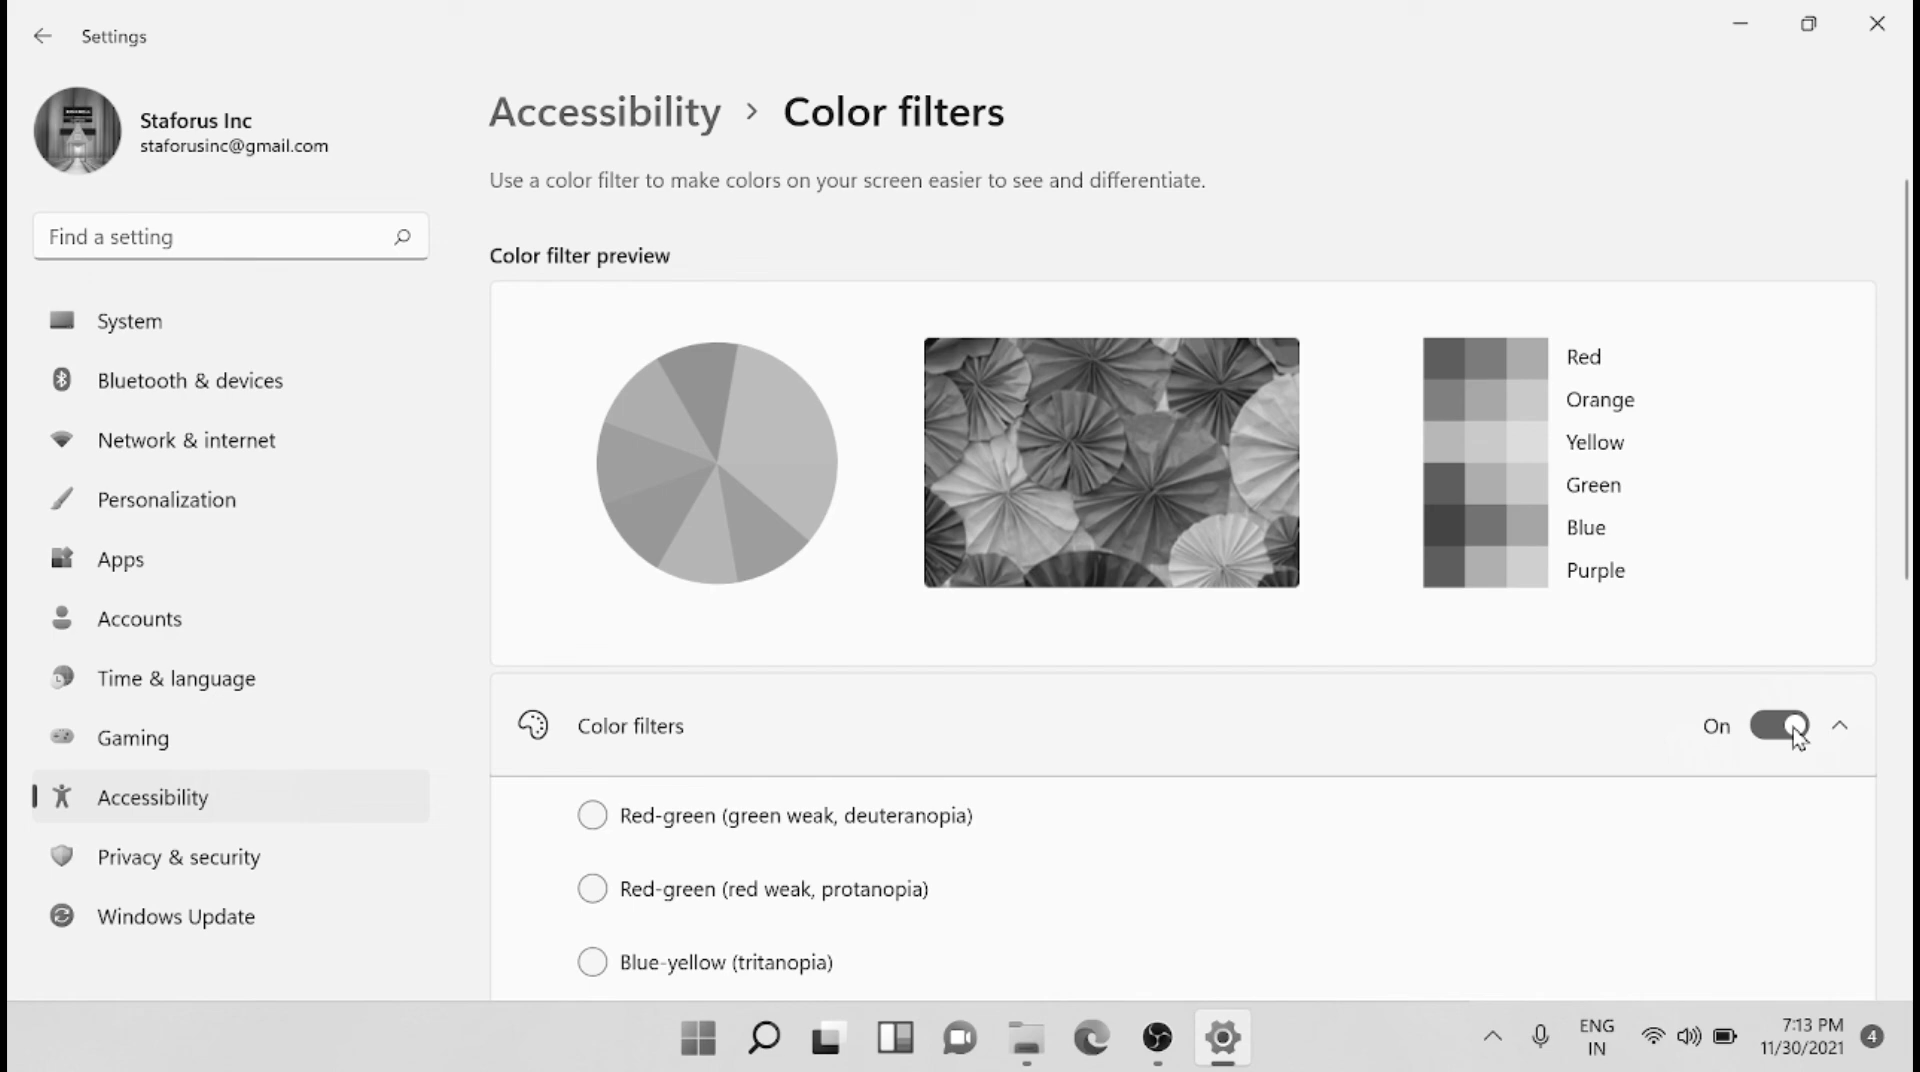 Settings
Staforus Inc
staforusinc@gmail.com
Find a setting
System
Bluetooth & devices
Network & internet
Personalization
Apps
Accounts
Time & language
Gaming
Accessibility
Privacy & security
Windows Update
Accessibility > Color filters
Use a color filter to make colors on your screen easier to see and differentiate.
Color filter preview
Red
Orange
Yellow
Green
Blue
Purple
Color filters
On
Red-green (green weak, deuteranopia)
Red-green (red weak, protanopia)
Blue-yellow (tritanopia)
ENG
IN
7:13 PM
11/30/2021
4